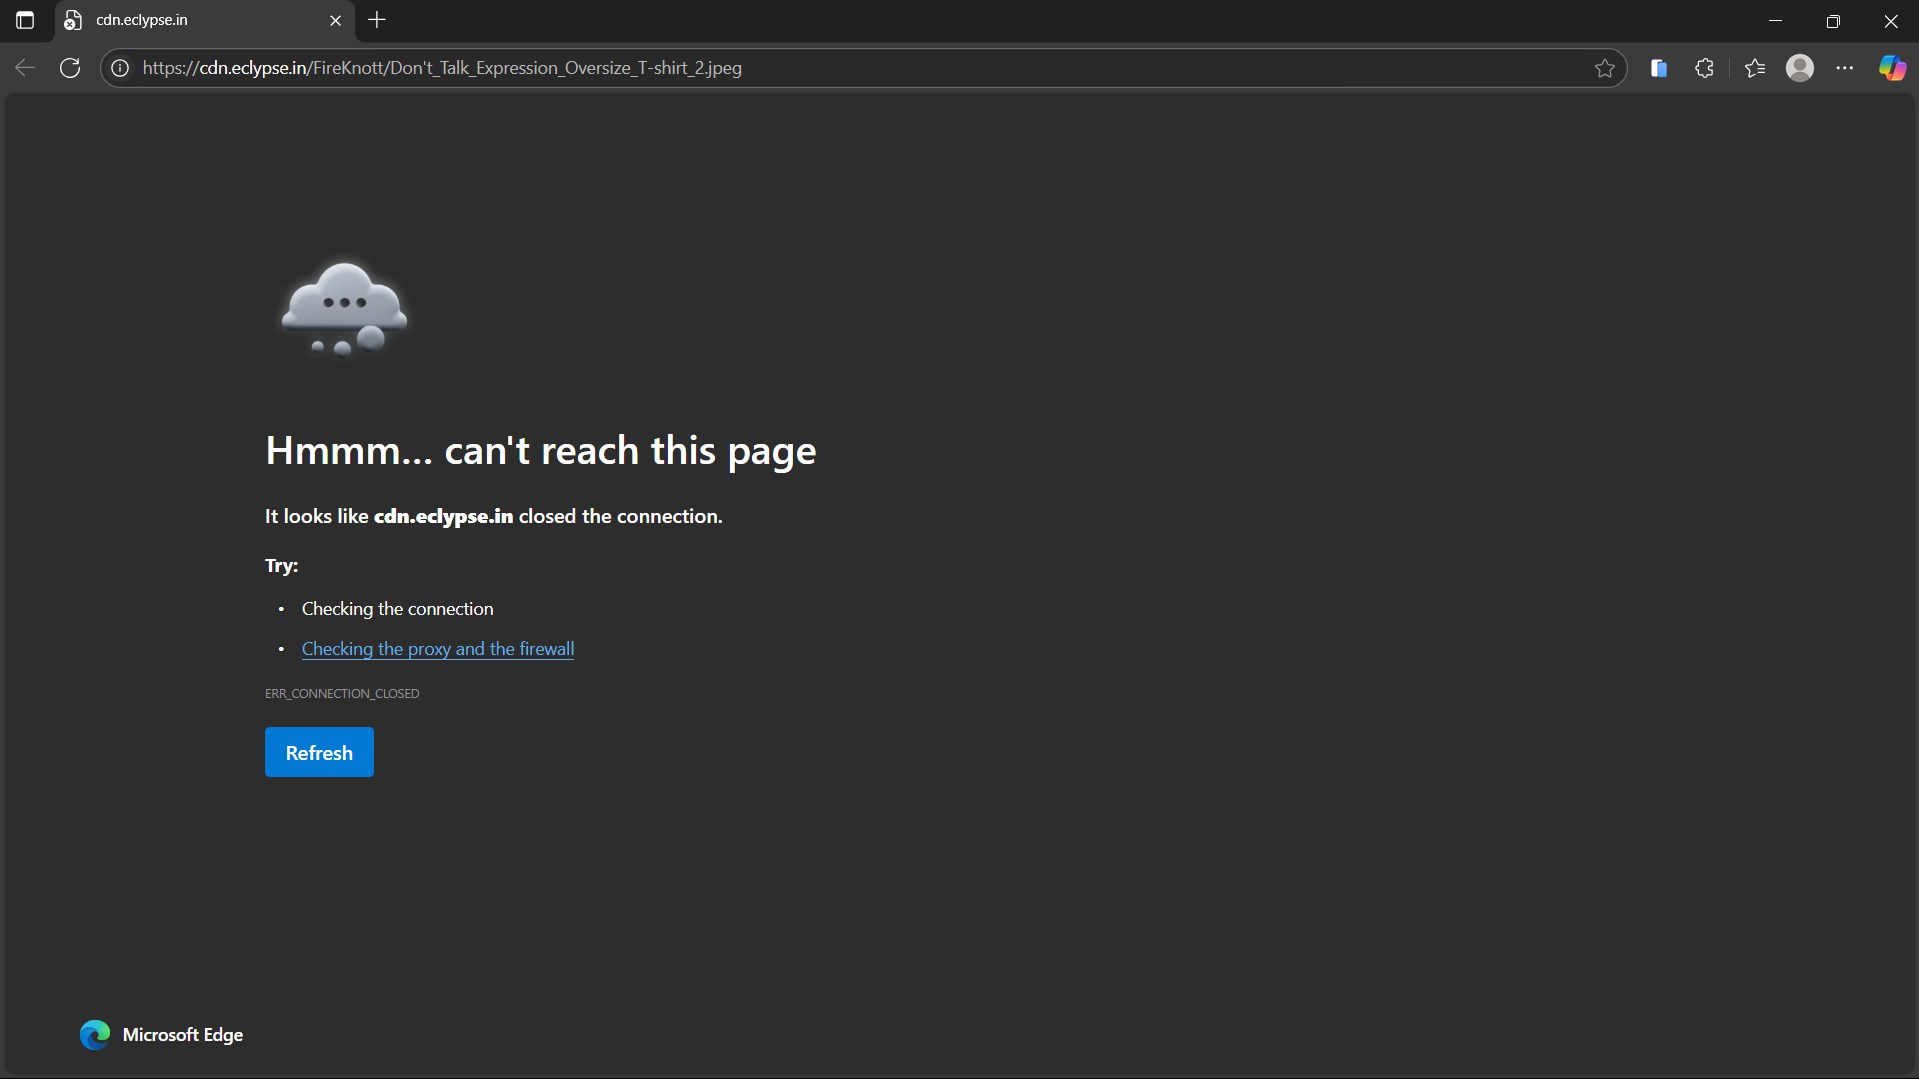 cdn.eclypse.in
https://cdn.eclypse.in/FireKnott/Don't_Talk_Expression_Oversize_T-shirt_2.jpeg
Hmmm... can't reach this page
It looks like cdn.eclypse.in closed the connection.
Try:
• Checking the connection
• Checking the proxy and the firewall
ERR_CONNECTION_CLOSED
Refresh
Microsoft Edge